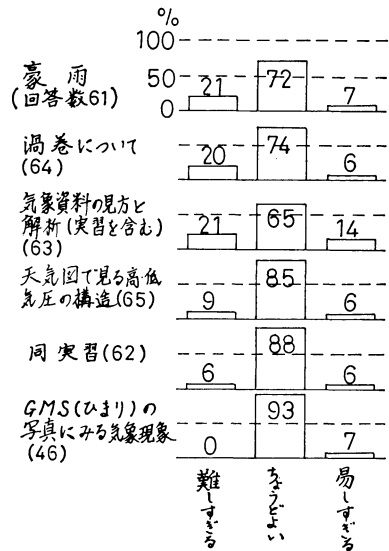 %
100
50
0
豪雨
(回答数61)
21
72
7
渦巻について
(64)
20
74
6
気象資料の見方と
解析(実習を含む)
(63)
21
65
14
天気図で見る高・低
気圧の構造(65)
9
85
6
同実習(62)
6
88
6
GMS(ひまり)の
写真にみる気象現象
(46)
0
93
7
難しすぎる
ちょうどよい
易しすぎる